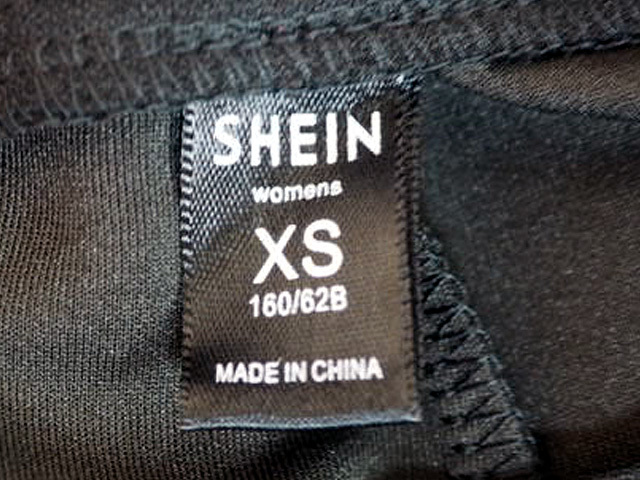 SHEIN
womens
XS
160/62B
MADE IN CHINA